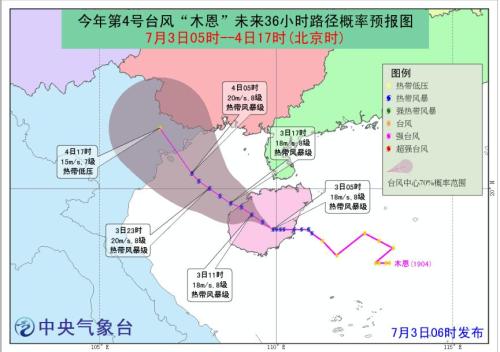 今年第4号台风“木恩”未来36小时路径概率预报图
7月3日05时--4日17时(北京时)
图例
热带低压
热带风暴
强热带风暴
台风
强台风
超强台风
台风中心70%概率范围
4日05时
20m/s,8级
热带风暴级
3日17时
18m/s,8级
热带风暴级
4日17时
15m/s,7级
热带低压
3日05时
18m/s,8级
热带风暴级
20°N
3日23时
20m/s,8级
热带风暴级
3日11时
18m/s,8级
热带风暴级
木恩(1904)
中央气象台
7月3日06时发布
105°E
110°E
115°E